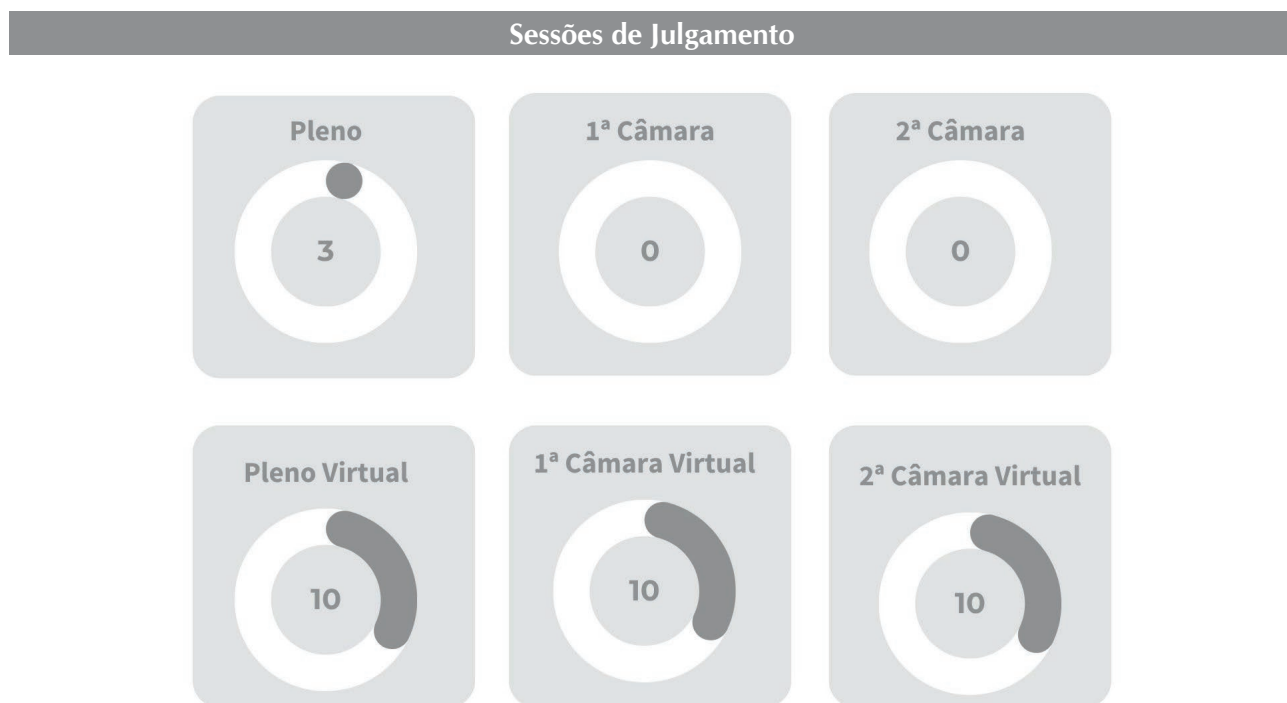 Sessões de Julgamento
Pleno
3
1ª Câmara
0
2ª Câmara
0
Pleno Virtual
10
1ª Câmara Virtual
10
2ª Câmara Virtual
10